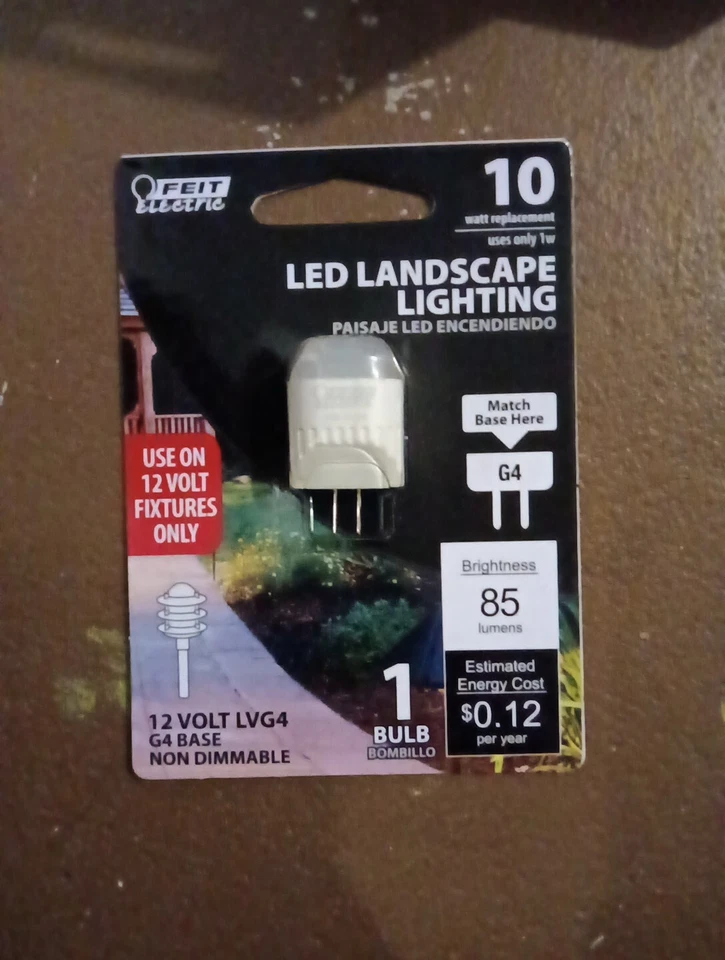 FEIT
electric
10
watt replacement
uses only 1w
LED LANDSCAPE
LIGHTING
PAISAJE LED ENCENDIENDO
Match
Base Here
G4
USE ON
12 VOLT
FIXTURES
ONLY
Brightness
85
lumens
Estimated
Energy Cost
$0.12
per year
1
BULB
BOMBILLO
12 VOLT LVG4
G4 BASE
NON DIMMABLE